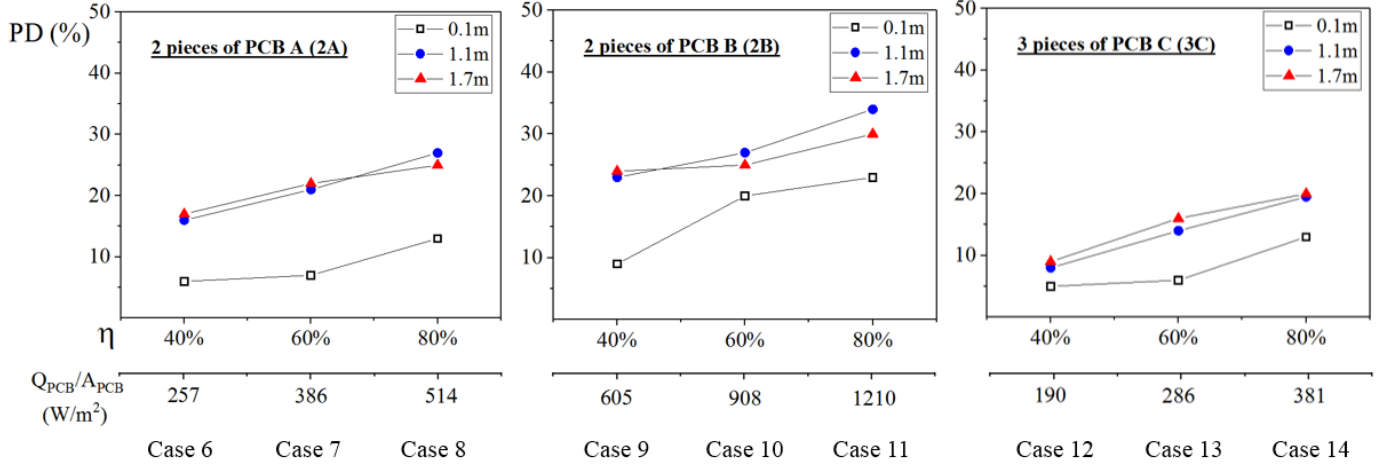 PD (%)
50
40
30
20
10
2 pieces of PCB A (2A)
0.1m
1.1m
1.7m
50
40
30
20
10
2 pieces of PCB B (2B)
0.1m
1.1m
1.7m
50
40
30
20
10
3 pieces of PCB C (3C)
0.1m
1.1m
1.7m
η
40% 60% 80%
40% 60% 80%
40% 60% 80%
Q_PCB/A_PCB
(W/m²)
257 386 514
605 908 1210
190 286 381
Case 6 Case 7 Case 8
Case 9 Case 10 Case 11
Case 12 Case 13 Case 14